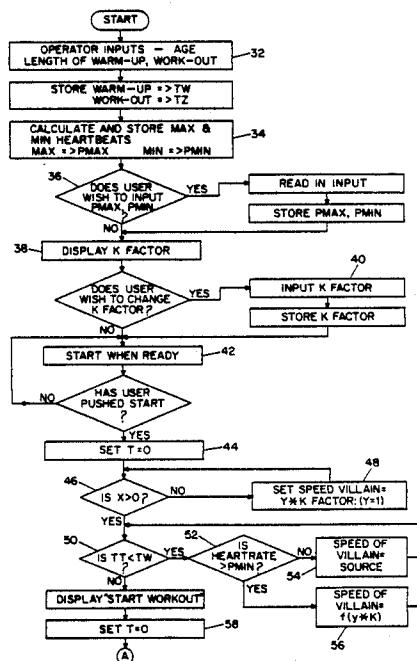 START
OPERATOR INPUTS - AGE
LENGTH OF WARM-UP, WORK-OUT
32
STORE WARM-UP =>TW
WORK-OUT =>TZ
CALCULATE AND STORE MAX &
MIN HEARTBEATS
MAX =>PMAX MIN =>PMIN
34
36
DOES USER
WISH TO INPUT
PMAX, PMIN
?
YES
READ IN INPUT
STORE PMAX, PMIN
NO
38
DISPLAY K FACTOR
40
DOES USER
WISH TO CHANGE
K FACTOR?
YES
INPUT K FACTOR
STORE K FACTOR
NO
START WHEN READY
42
NO
HAS USER
PUSHED START
?
YES
SET T=0
44
46
IS X>0?
NO
48
SET SPEED VILLAIN=
Y*K FACTOR; (Y=1)
YES
50
IS TT<TW
?
YES
52
IS
HEARTRATE
>PMIN?
NO
54
SPEED OF
VILLAIN=
SOURCE
NO
YES
DISPLAY "START WORKOUT"
SPEED OF
VILLAIN=
f(y*K)
56
SET T=0
58
A